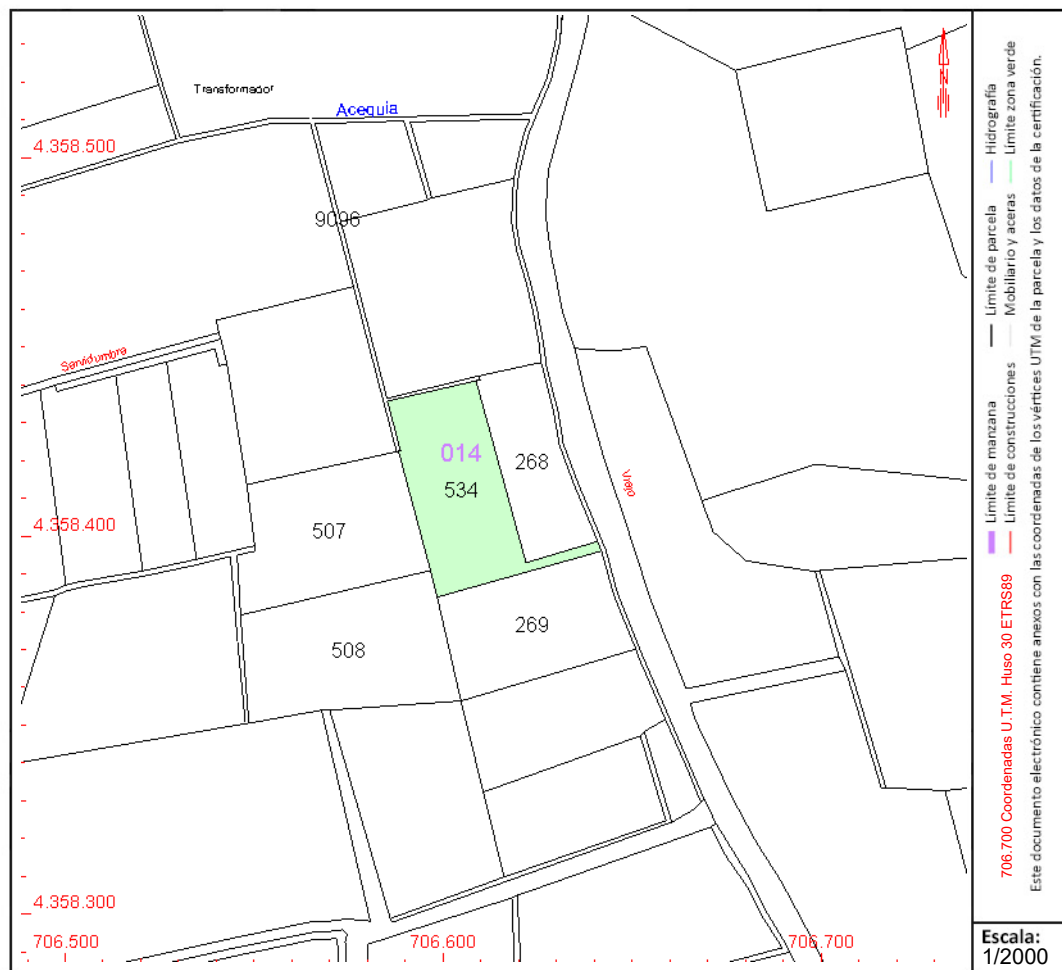 Transformador
Acequia
4.358.500
9096
Servidumbre
014
268
534
4.358.400
507
269
508
4.358.300
706.500
706.600
706.700
N
Límite de manzana
Límite de parcela
Hidrografía
Límite de construcciones
Mobiliario y aceras
Límite zona verde
706.700 Coordenadas U.T.M. Huso 30 ETRS89
Este documento electrónico contiene anexos con las coordenadas de los vértices UTM de la parcela y los datos de la certificación.
Escala:
1/2000